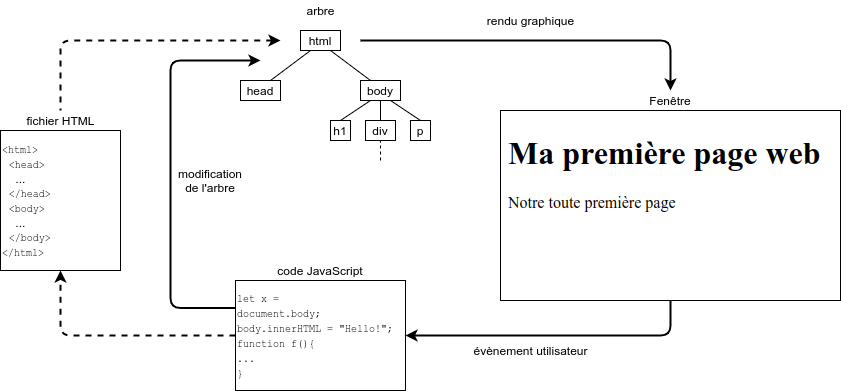 arbre
rendu graphique
html
head
body
Fenêtre
fichier HTML
h1
div
p
<html>
<head>
...
</head>
<body>
...
</body>
</html>
modification
de l'arbre
Ma première page web
Notre toute première page
code JavaScript
let x =
document.body;
body.innerHTML = "Hello!";
function f(){
...
}
évènement utilisateur